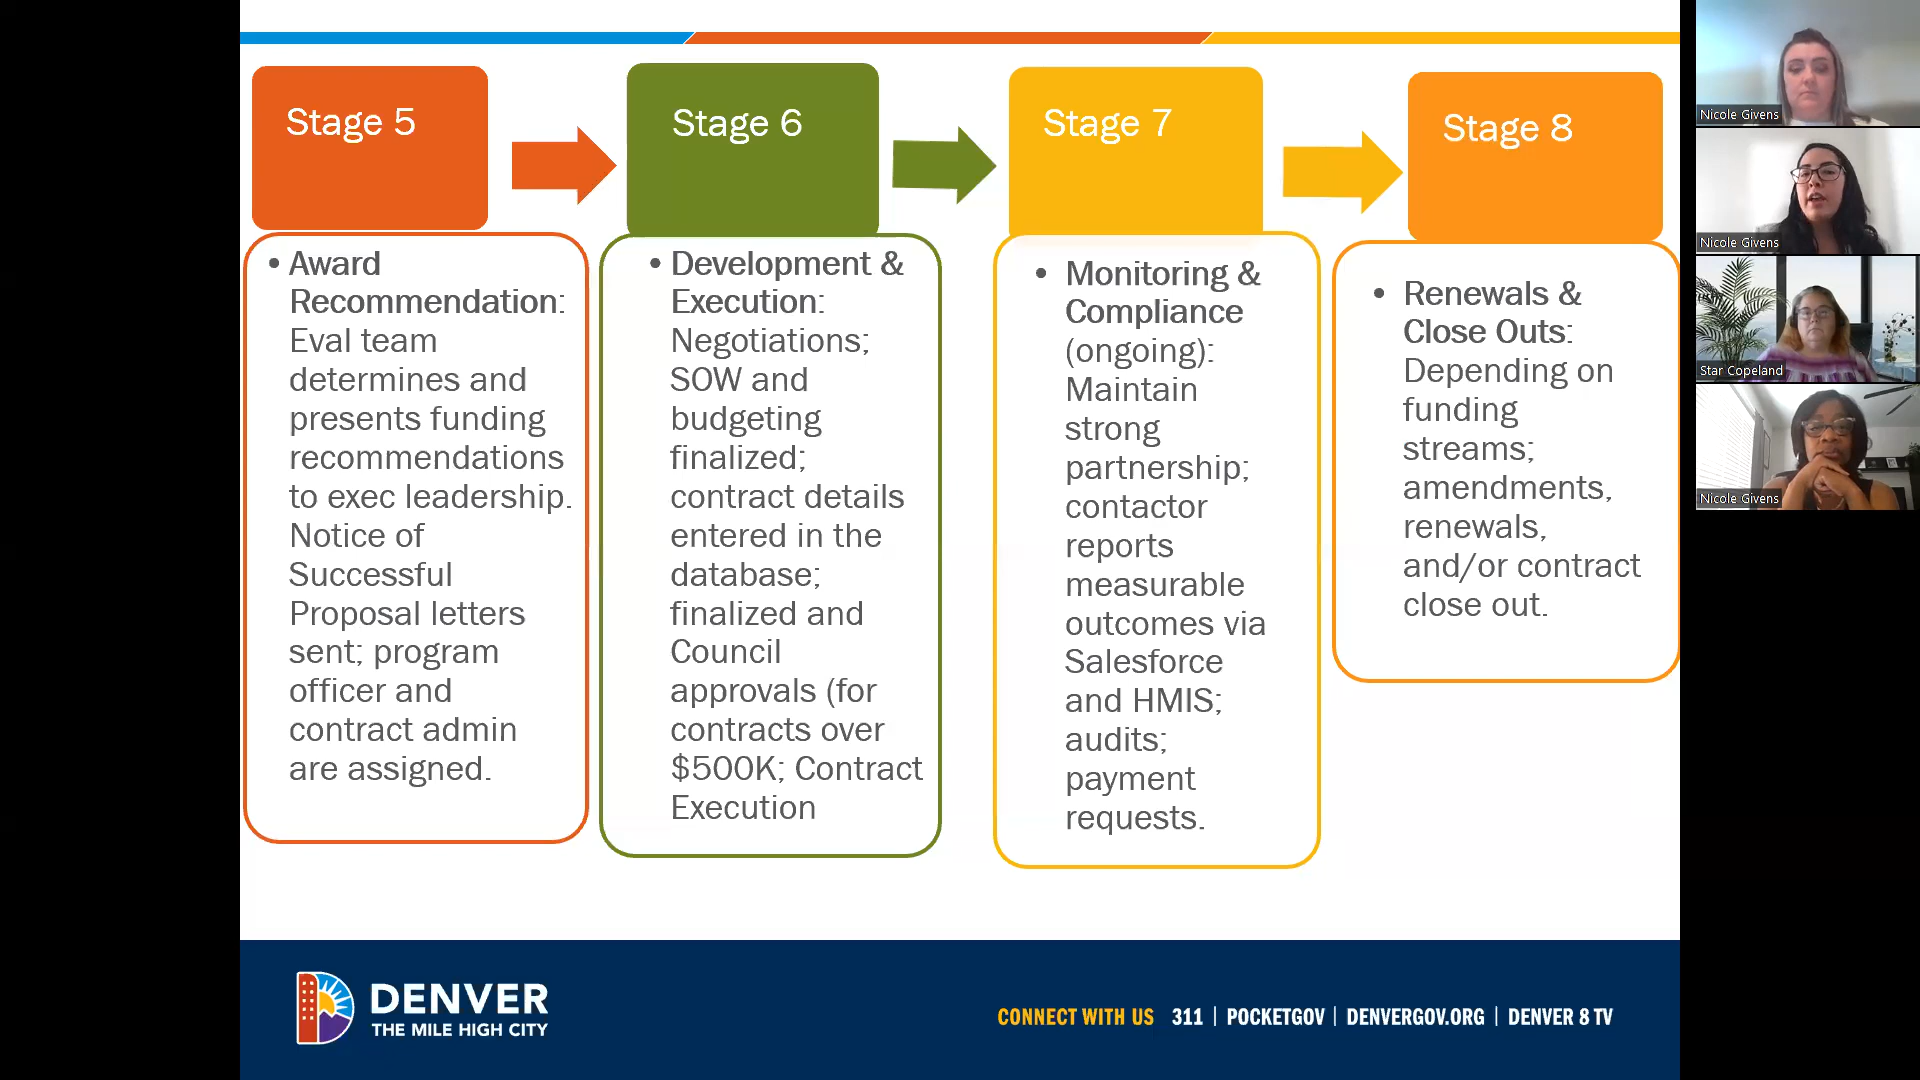 Stage 5
• Award
Recommendation:
Eval team
determines and
presents funding
recommendations
to exec leadership.
Notice of
Successful
Proposal letters
sent; program
officer and
contract admin
are assigned.
Stage 6
• Development &
Execution:
Negotiations;
SOW and
budgeting
finalized;
contract details
entered in the
database;
finalized and
Council
approvals (for
contracts over
$500K; Contract
Execution
Stage 7
• Monitoring &
Compliance
(ongoing):
Maintain
strong
partnership;
contactor
reports
measurable
outcomes via
Salesforce
and HMIS;
audits;
payment
requests.
Stage 8
• Renewals &
Close Outs:
Depending on
funding
streams;
amendments,
renewals,
and/or contract
close out.
DENVER
THE MILE HIGH CITY
CONNECT WITH US 311 | POCKETGOV | DENVERGOV.ORG | DENVER 8 TV
Nicole Givens
Nicole Givens
Star Copeland
Nicole Givens